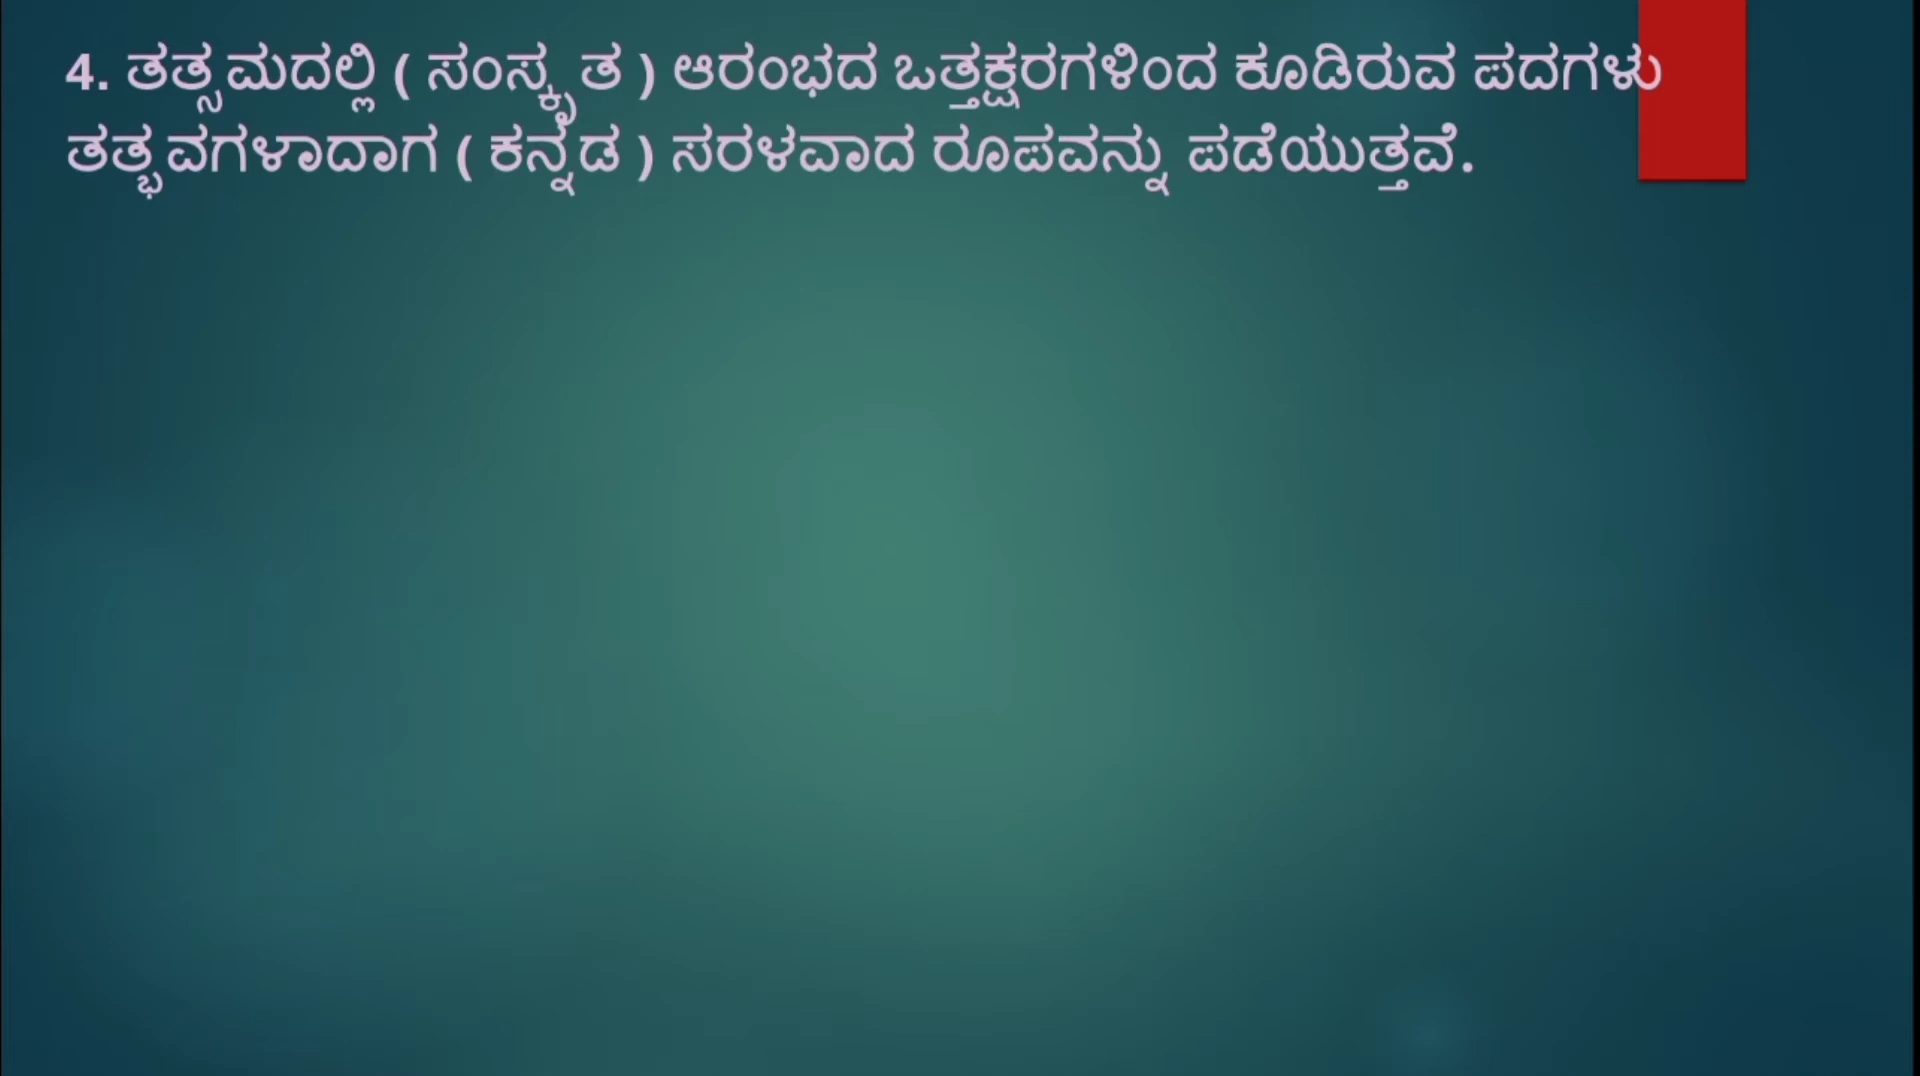 4. ತತ್ಸಮದಲ್ಲಿ ( ಸಂಸ್ಕೃತ ) ಆರಂಭದ ಒತ್ತಕ್ಷರಗಳಿಂದ ಕೂಡಿರುವ ಪದಗಳು
ತತ್ಭವಗಳಾದಾಗ ( ಕನ್ನಡ ) ಸರಳವಾದ ರೂಪವನ್ನು ಪಡೆಯುತ್ತವೆ.